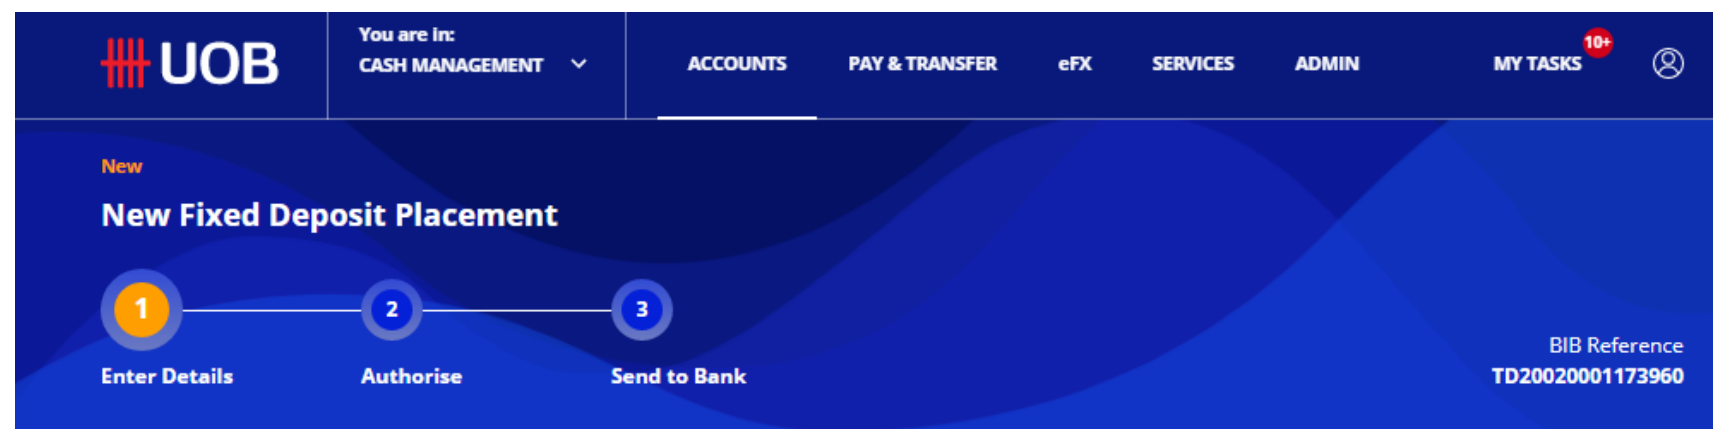 UOB
You are in:
CASH MANAGEMENT
ACCOUNTS
PAY & TRANSFER
eFX
SERVICES
ADMIN
MY TASKS
10+
New
New Fixed Deposit Placement
1
2
3
Enter Details
Authorise
Send to Bank
BIB Reference
TD20020001173960